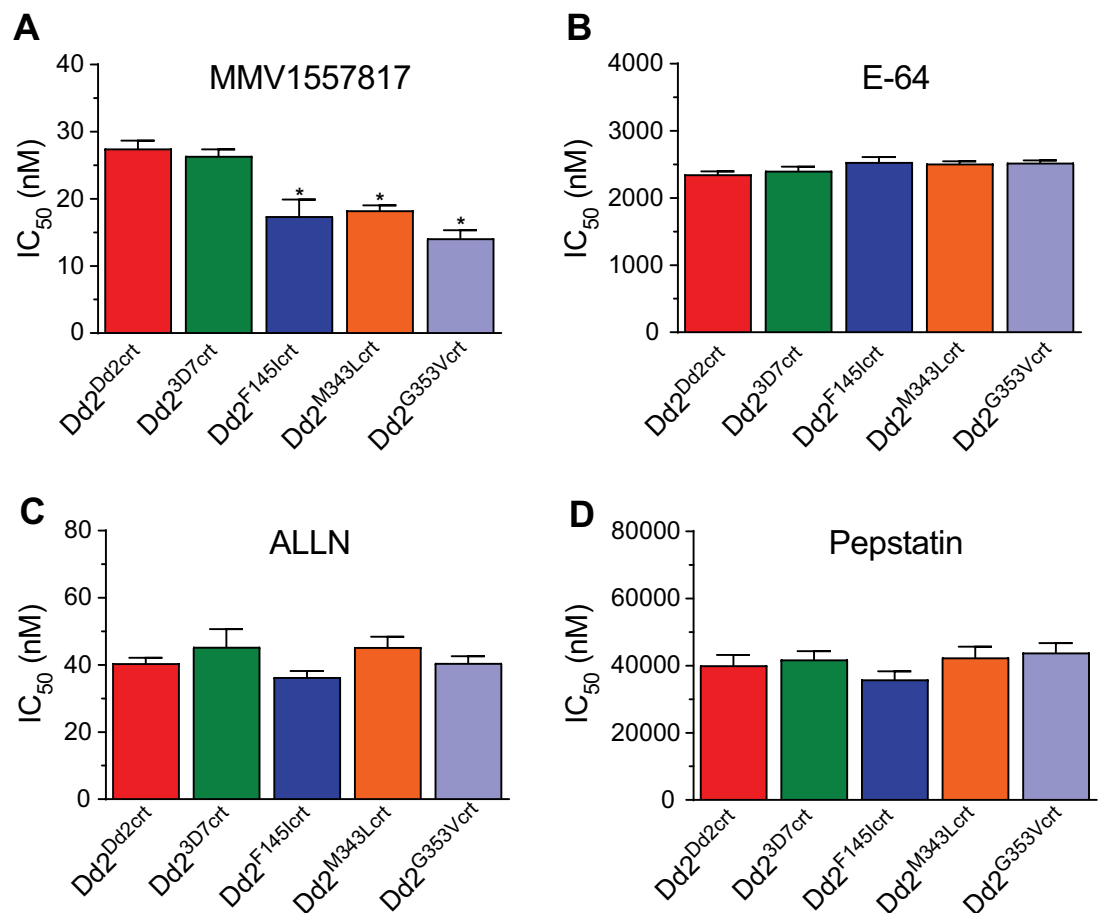 A
MMV1557817
IC50 (nM)
40
30
20
10
0
* * *
Dd2Dd2crt
Dd23D7crt
Dd2F145Icrt
Dd2M343Lcrt
Dd2G353Vcrt
B
E-64
IC50 (nM)
4000
3000
2000
1000
0
Dd2Dd2crt
Dd23D7crt
Dd2F145Icrt
Dd2M343Lcrt
Dd2G353Vcrt
C
ALLN
IC50 (nM)
80
60
40
20
0
Dd2Dd2crt
Dd23D7crt
Dd2F145Icrt
Dd2M343Lcrt
Dd2G353Vcrt
D
Pepstatin
IC50 (nM)
80000
60000
40000
20000
0
Dd2Dd2crt
Dd23D7crt
Dd2F145Icrt
Dd2M343Lcrt
Dd2G353Vcrt